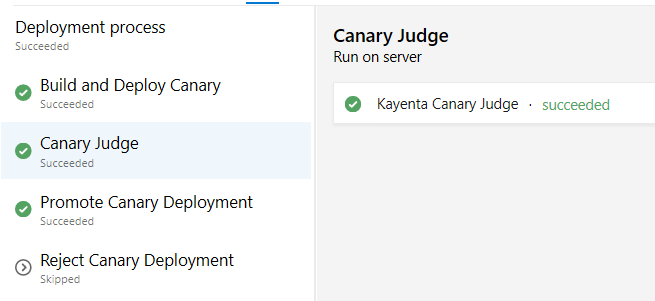 Deployment process
Succeeded
Build and Deploy Canary
Succeeded
Canary Judge
Succeeded
Promote Canary Deployment
Succeeded
Reject Canary Deployment
Skipped
Canary Judge
Run on server
Kayenta Canary Judge · succeeded